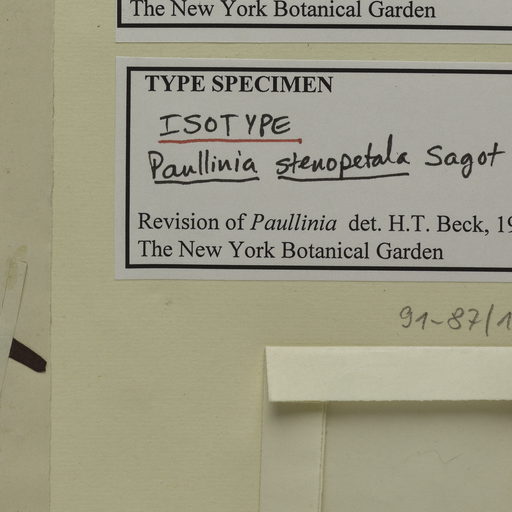 The New York Botanical Garden
TYPE SPECIMEN
ISOTYPE
Paullinia stenopetala Sagot
Revision of Paullinia det. H.T. Beck, 19
The New York Botanical Garden
91-87/1